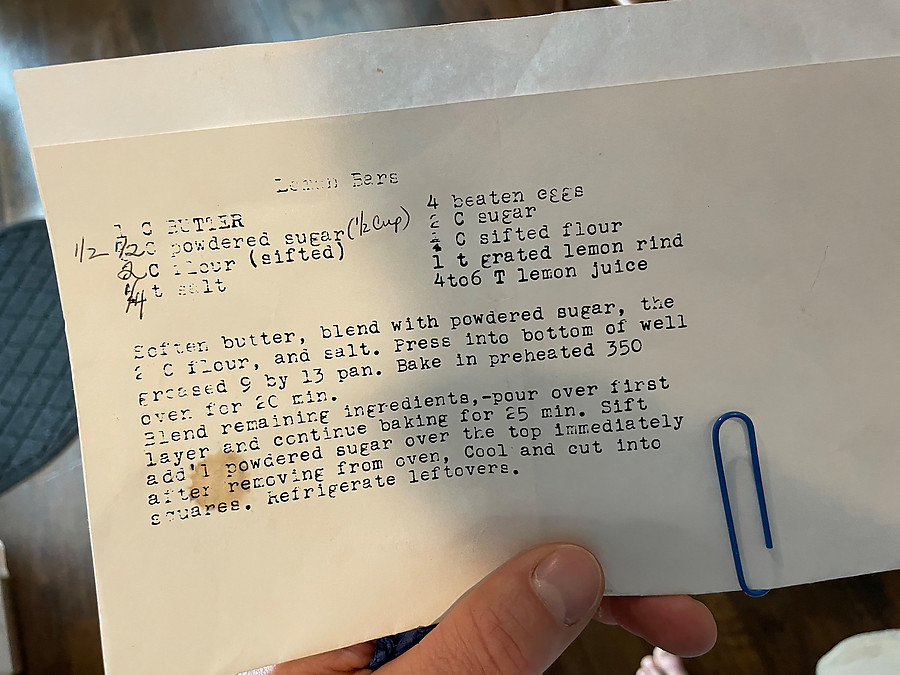 Lemon Bars
1 C BUTTER
1/2 1/2 C powdered sugar (1/2 Cup)
2 C flour (sifted)
1/4 t salt
4 beaten eggs
2 C sugar
C sifted flour
1 t grated lemon rind
4to6 T lemon juice
Soften butter, blend with powdered sugar, the
2 C flour, and salt. Press into bottom of well
greased 9 by 13 pan. Bake in preheated 350
oven for 20 min.
Blend remaining ingredients,-pour over first
layer and continue baking for 25 min. Sift
add'l powdered sugar over the top immediately
after removing from oven, Cool and cut into
squares. Refrigerate leftovers.